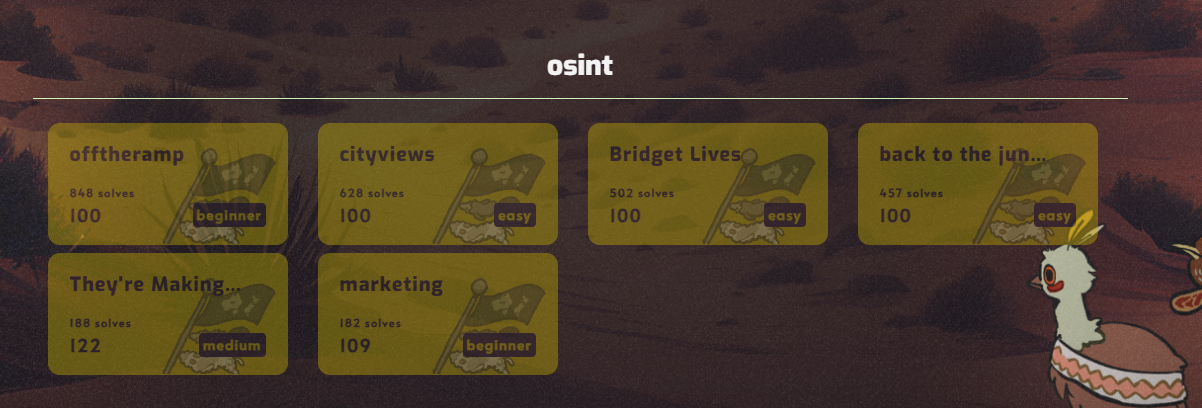 osint
offtheramp
848 solves
100
beginner
cityviews
628 solves
100
easy
Bridget Lives
502 solves
100
easy
back to the jun...
457 solves
100
easy
They're Making...
188 solves
122
medium
marketing
182 solves
109
beginner